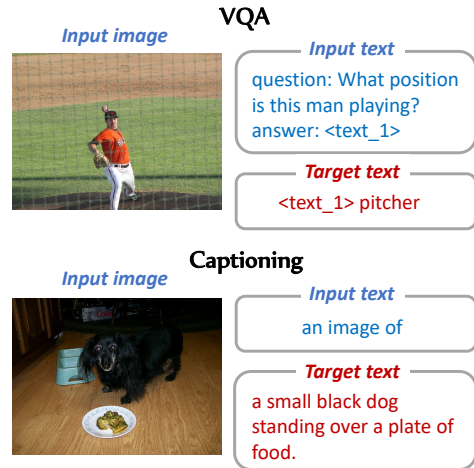 VQA
Input image
Input text
question: What position
is this man playing?
answer: <text_1>
Target text
<text_1> pitcher
Captioning
Input image
Input text
an image of
Target text
a small black dog
standing over a plate of
food.